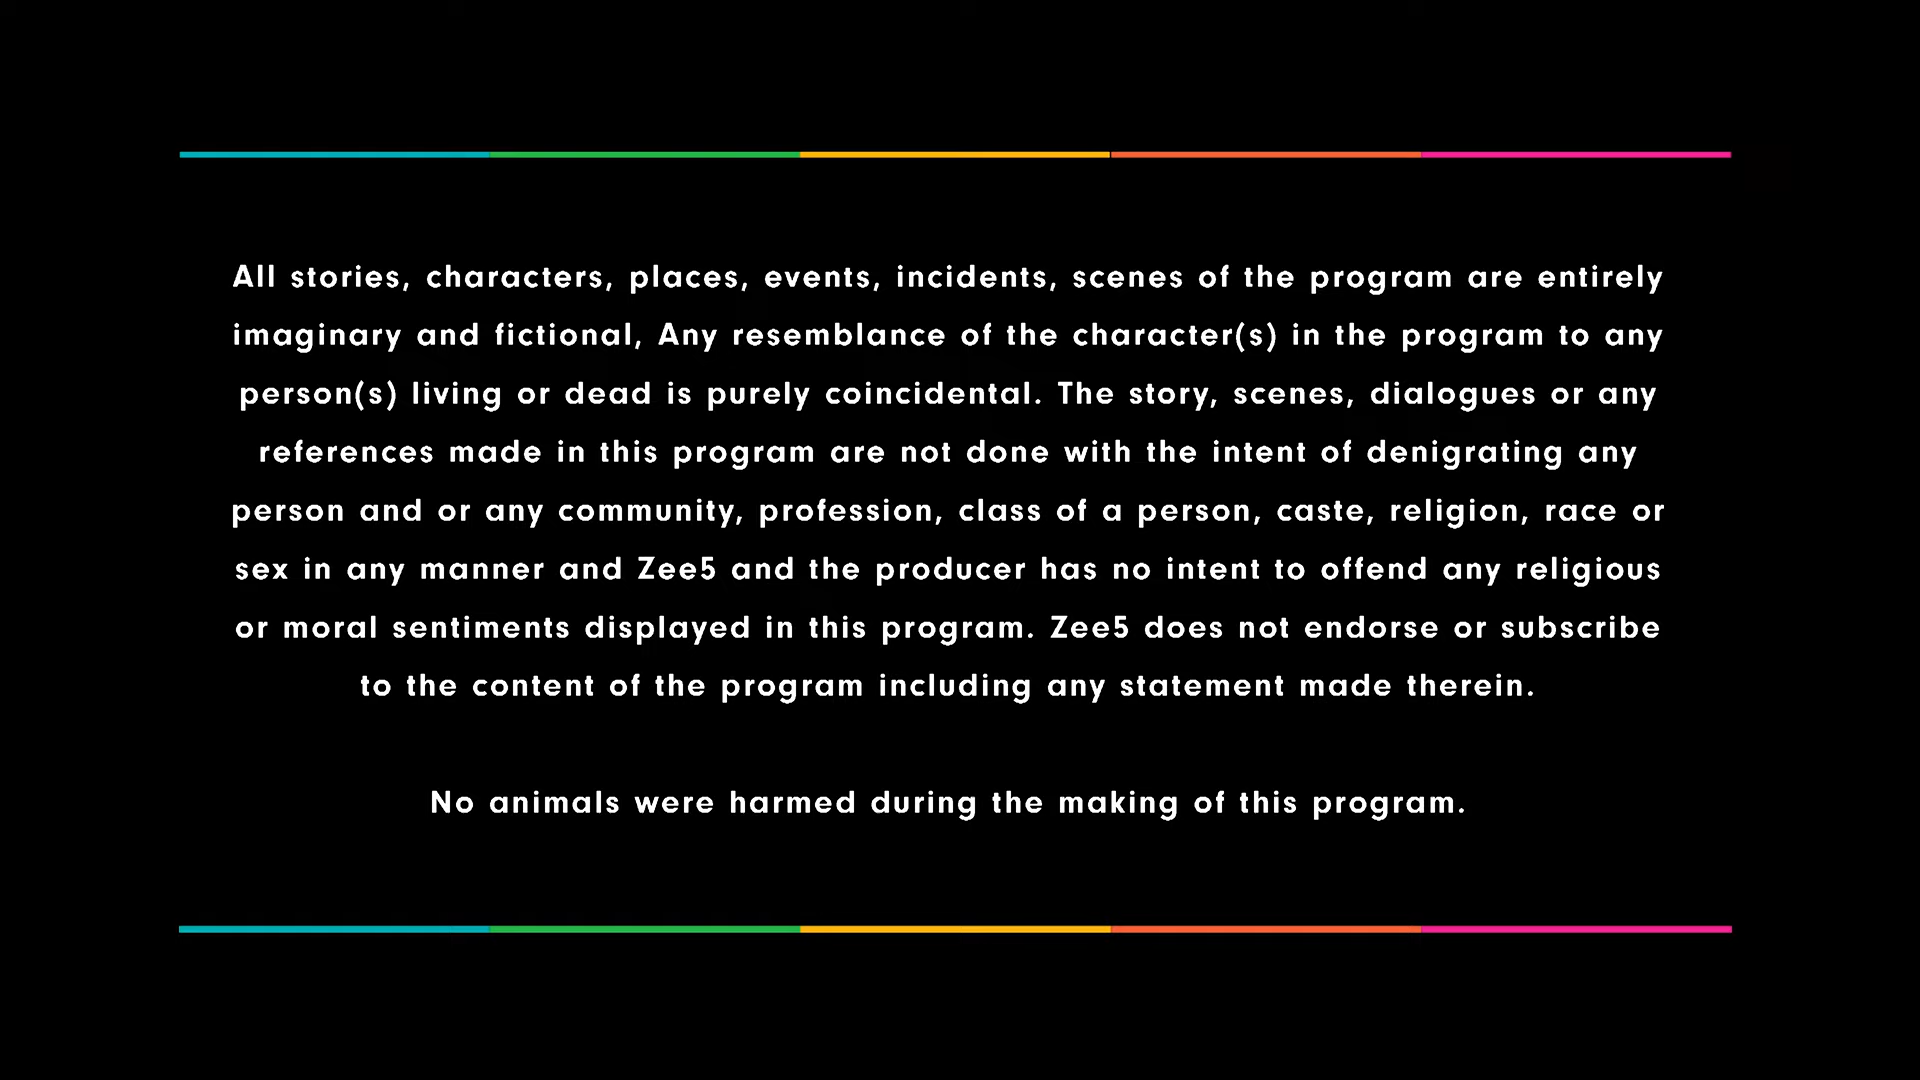 All stories, characters, places, events, incidents, scenes of the program are entirely
imaginary and fictional, Any resemblance of the character(s) in the program to any
person(s) living or dead is purely coincidental. The story, scenes, dialogues or any
references made in this program are not done with the intent of denigrating any
person and or any community, profession, class of a person, caste, religion, race or
sex in any manner and Zee5 and the producer has no intent to offend any religious
or moral sentiments displayed in this program. Zee5 does not endorse or subscribe
to the content of the program including any statement made therein.
No animals were harmed during the making of this program.